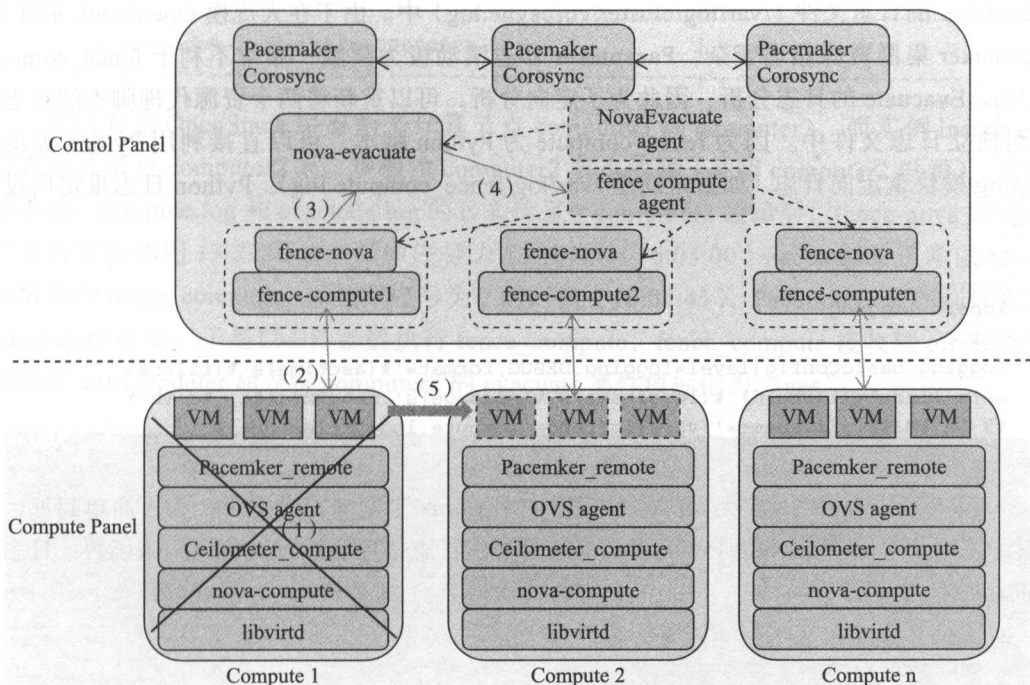 Pacemaker
Corosync
Pacemaker
Corosync
Pacemaker
Corosync
Control Panel
nova-evacuate
NovaEvacuate
agent
(4)
fence_compute
agent
(3)
fence-nova
fence-compute1
fence-nova
fence-compute2
fence-nova
fence-computen
(2)
(5)
VM
VM
VM
VM
VM
VM
VM
VM
VM
Pacemker_remote
OVS agent
(1)
Ceilometer_compute
nova-compute
libvirtd
Pacemker_remote
OVS agent
Ceilometer_compute
nova-compute
libvirtd
Pacemker_remote
OVS agent
Ceilometer_compute
nova-compute
libvirtd
Compute Panel
Compute 1
Compute 2
Compute n